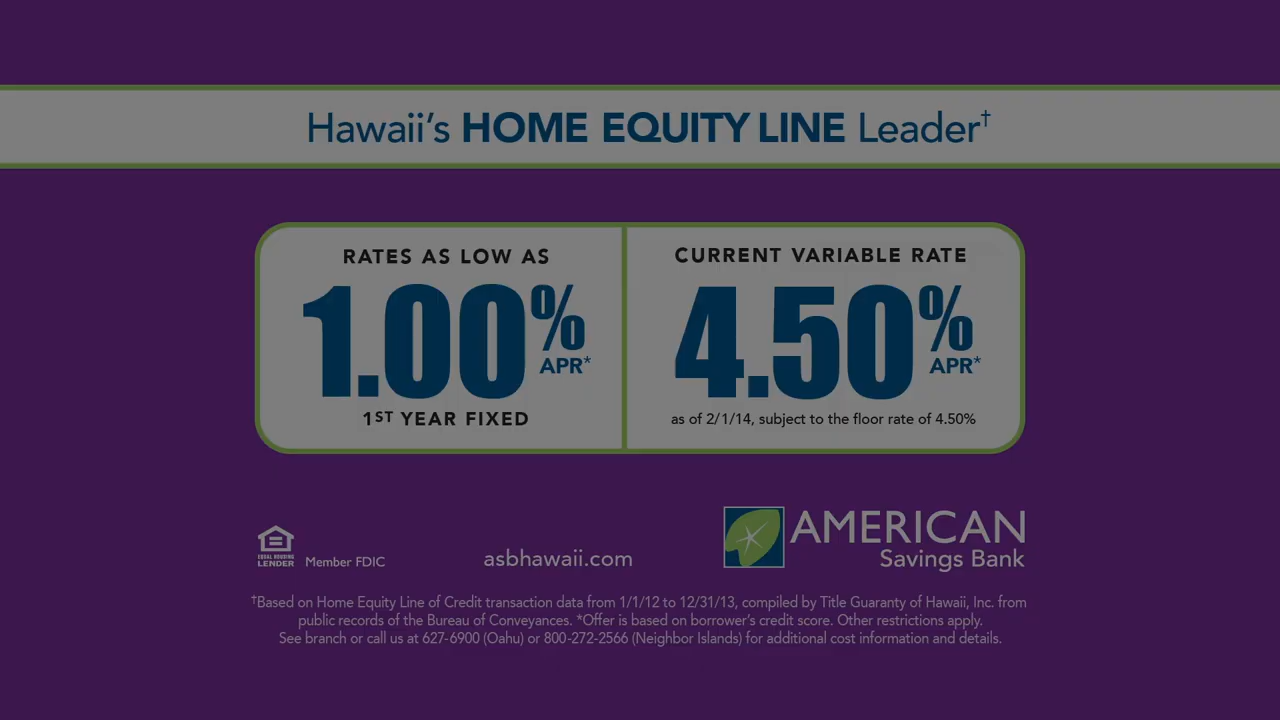 Hawaii's HOME EQUITY LINE Leader†
RATES AS LOW AS
1.00% APR*
1ST YEAR FIXED
CURRENT VARIABLE RATE
4.50% APR*
as of 2/1/14, subject to the floor rate of 4.50%
EQUAL HOUSING
LENDER
Member FDIC
asbhawaii.com
AMERICAN
Savings Bank
†Based on Home Equity Line of Credit transaction data from 1/1/12 to 12/31/13, compiled by Title Guaranty of Hawaii, Inc. from
public records of the Bureau of Conveyances. *Offer is based on borrower's credit score. Other restrictions apply.
See branch or call us at 627-6900 (Oahu) or 800-272-2566 (Neighbor Islands) for additional cost information and details.